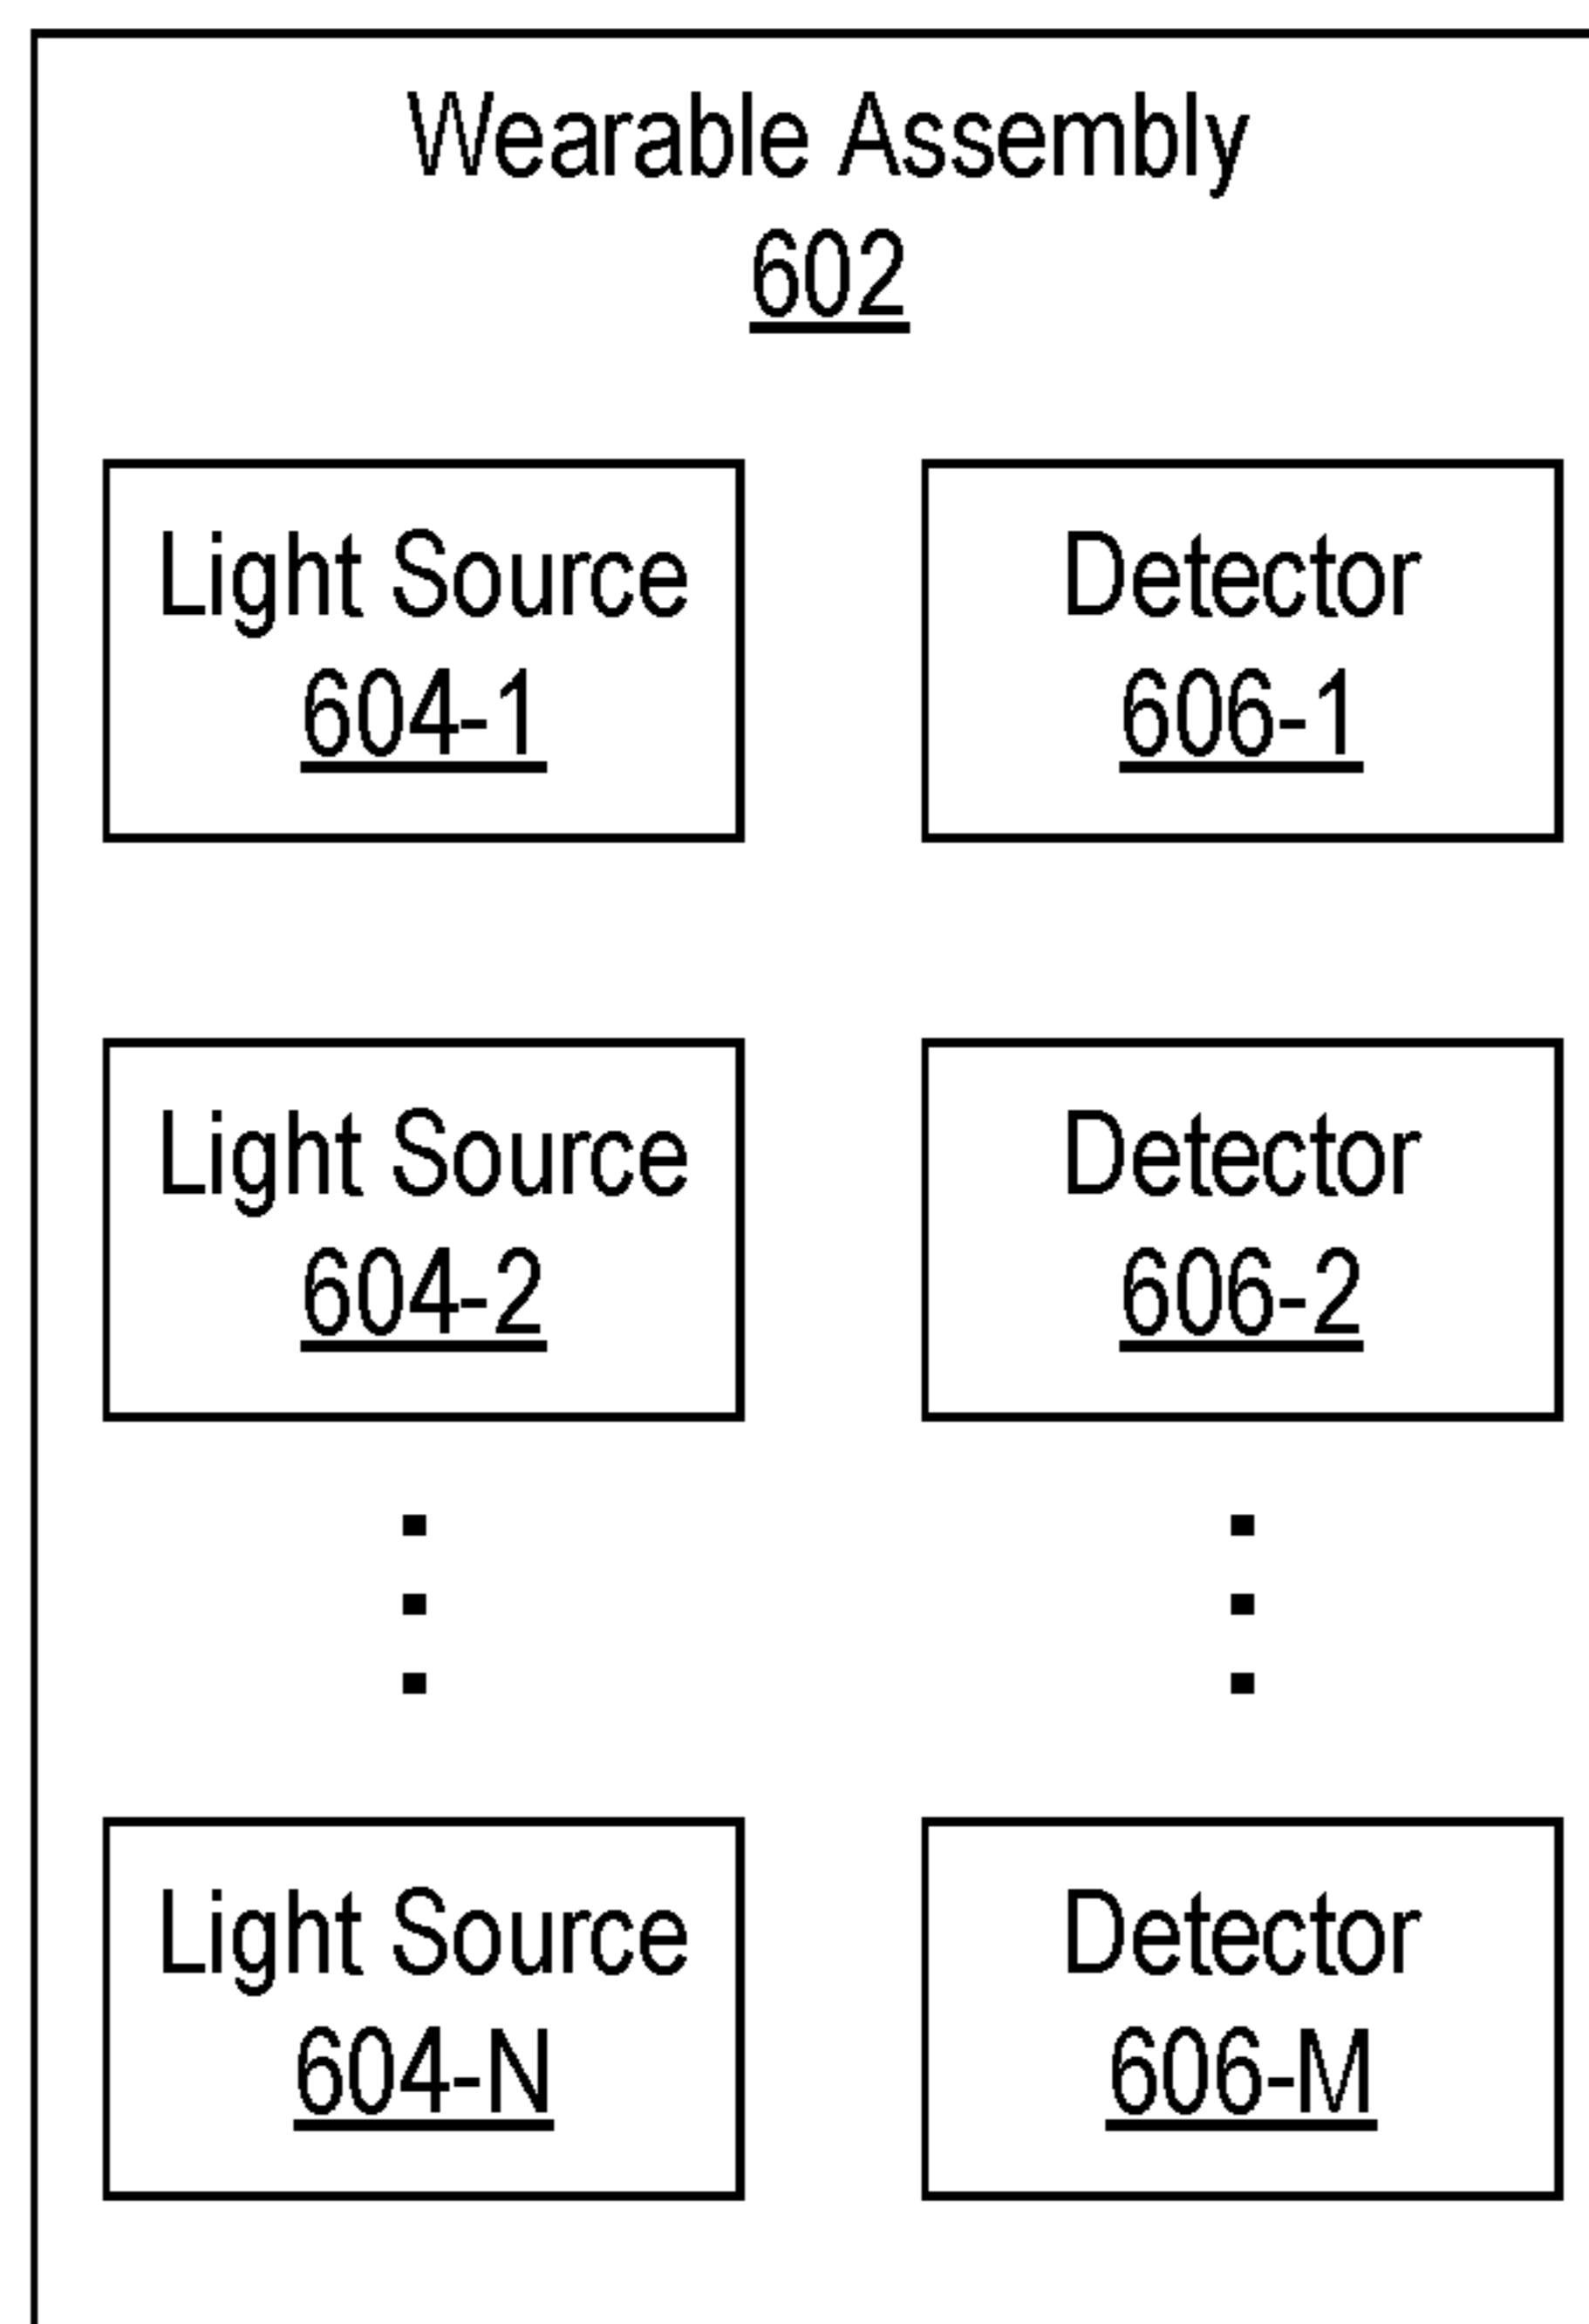 Wearable Assembly
602
Light Source
604-1
Detector
606-1
Light Source
604-2
Detector
606-2
Light Source
604-N
Detector
606-M